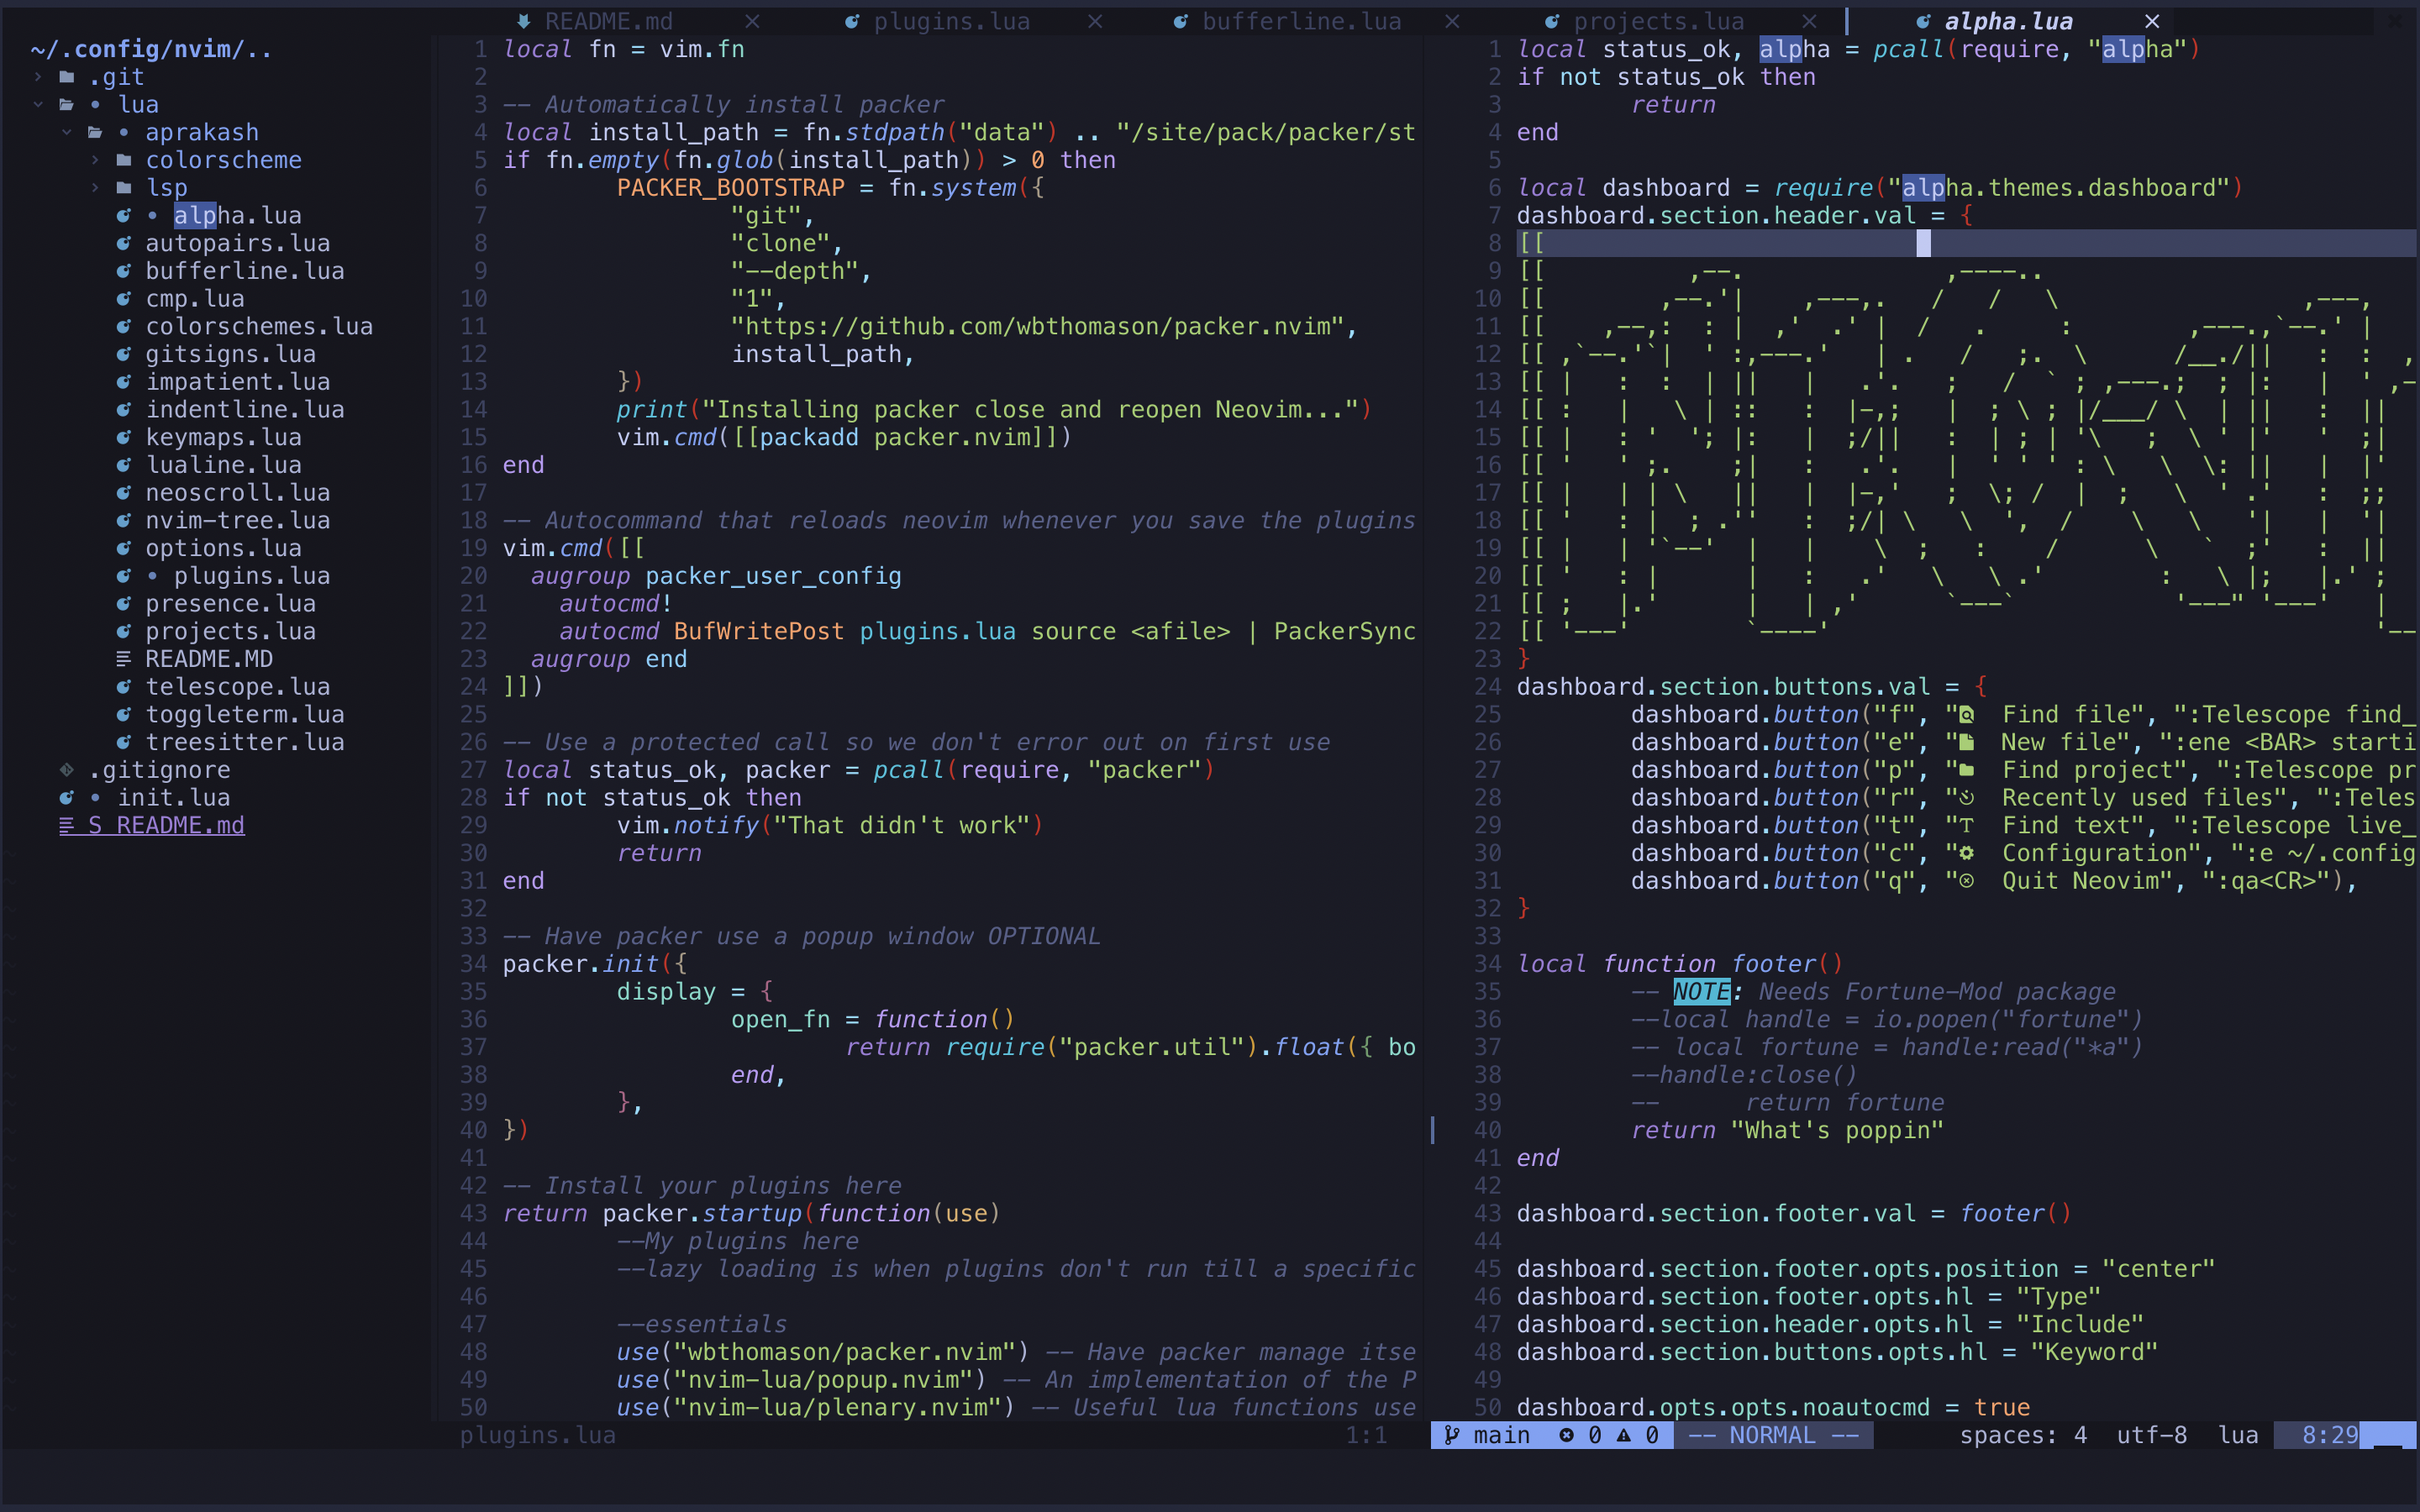 README.md plugins.lua bufferline.lua projects.lua alpha.lua
~/.config/nvim/..
.git
lua
aprakash
colorscheme
lsp
alpha.lua
autopairs.lua
bufferline.lua
cmp.lua
colorschemes.lua
gitsigns.lua
impatient.lua
indentline.lua
keymaps.lua
lualine.lua
neoscroll.lua
nvim-tree.lua
options.lua
plugins.lua
presence.lua
projects.lua
README.MD
telescope.lua
toggleterm.lua
treesitter.lua
.gitignore
init.lua
S README.md
1 local fn = vim.fn
2
3 -- Automatically install packer
4 local install_path = fn.stdpath("data") .. "/site/pack/packer/st
5 if fn.empty(fn.glob(install_path)) > 0 then
6 PACKER_BOOTSTRAP = fn.system({
7 "git",
8 "clone",
9 "--depth",
10 "1",
11 "https://github.com/wbthomason/packer.nvim",
12 install_path,
13 })
14 print("Installing packer close and reopen Neovim...")
15 vim.cmd([[packadd packer.nvim]])
16 end
17
18 -- Autocommand that reloads neovim whenever you save the plugins
19 vim.cmd([[
20 augroup packer_user_config
21 autocmd!
22 autocmd BufWritePost plugins.lua source <afile> | PackerSync
23 augroup end
24 ]])
25
26 -- Use a protected call so we don't error out on first use
27 local status_ok, packer = pcall(require, "packer")
28 if not status_ok then
29 vim.notify("That didn't work")
30 return
31 end
32
33 -- Have packer use a popup window OPTIONAL
34 packer.init({
35 display = {
36 open_fn = function()
37 return require("packer.util").float({ bo
38 end,
39 },
40 })
41
42 -- Install your plugins here
43 return packer.startup(function(use)
44 --My plugins here
45 --lazy loading is when plugins don't run till a specific
46
47 --essentials
48 use("wbthomason/packer.nvim") -- Have packer manage itse
49 use("nvim-lua/popup.nvim") -- An implementation of the P
50 use("nvim-lua/plenary.nvim") -- Useful lua functions use
plugins.lua 1:1
1 local status_ok, alpha = pcall(require, "alpha")
2 if not status_ok then
3 return
4 end
5
6 local dashboard = require("alpha.themes.dashboard")
7 dashboard.section.header.val = {
8 [[
9 [[
10 [[
11 [[
12 [[
13 [[
14 [[
15 [[
16 [[
17 [[
18 [[
19 [[
20 [[
21 [[
22 [[
23 }
24 dashboard.section.buttons.val = {
25 dashboard.button("f", " Find file", ":Telescope find_
26 dashboard.button("e", " New file", ":ene <BAR> starti
27 dashboard.button("p", " Find project", ":Telescope pr
28 dashboard.button("r", " Recently used files", ":Teles
29 dashboard.button("t", " Find text", ":Telescope live_
30 dashboard.button("c", " Configuration", ":e ~/.config
31 dashboard.button("q", " Quit Neovim", ":qa<CR>"),
32 }
33
34 local function footer()
35 -- NOTE: Needs Fortune-Mod package
36 --local handle = io.popen("fortune")
37 -- local fortune = handle:read("*a")
38 --handle:close()
39 -- return fortune
40 return "What's poppin"
41 end
42
43 dashboard.section.footer.val = footer()
44
45 dashboard.section.footer.opts.position = "center"
46 dashboard.section.footer.opts.hl = "Type"
47 dashboard.section.header.opts.hl = "Include"
48 dashboard.section.buttons.opts.hl = "Keyword"
49
50 dashboard.opts.opts.noautocmd = true
main 0 0 -- NORMAL -- spaces: 4 utf-8 lua 8:29